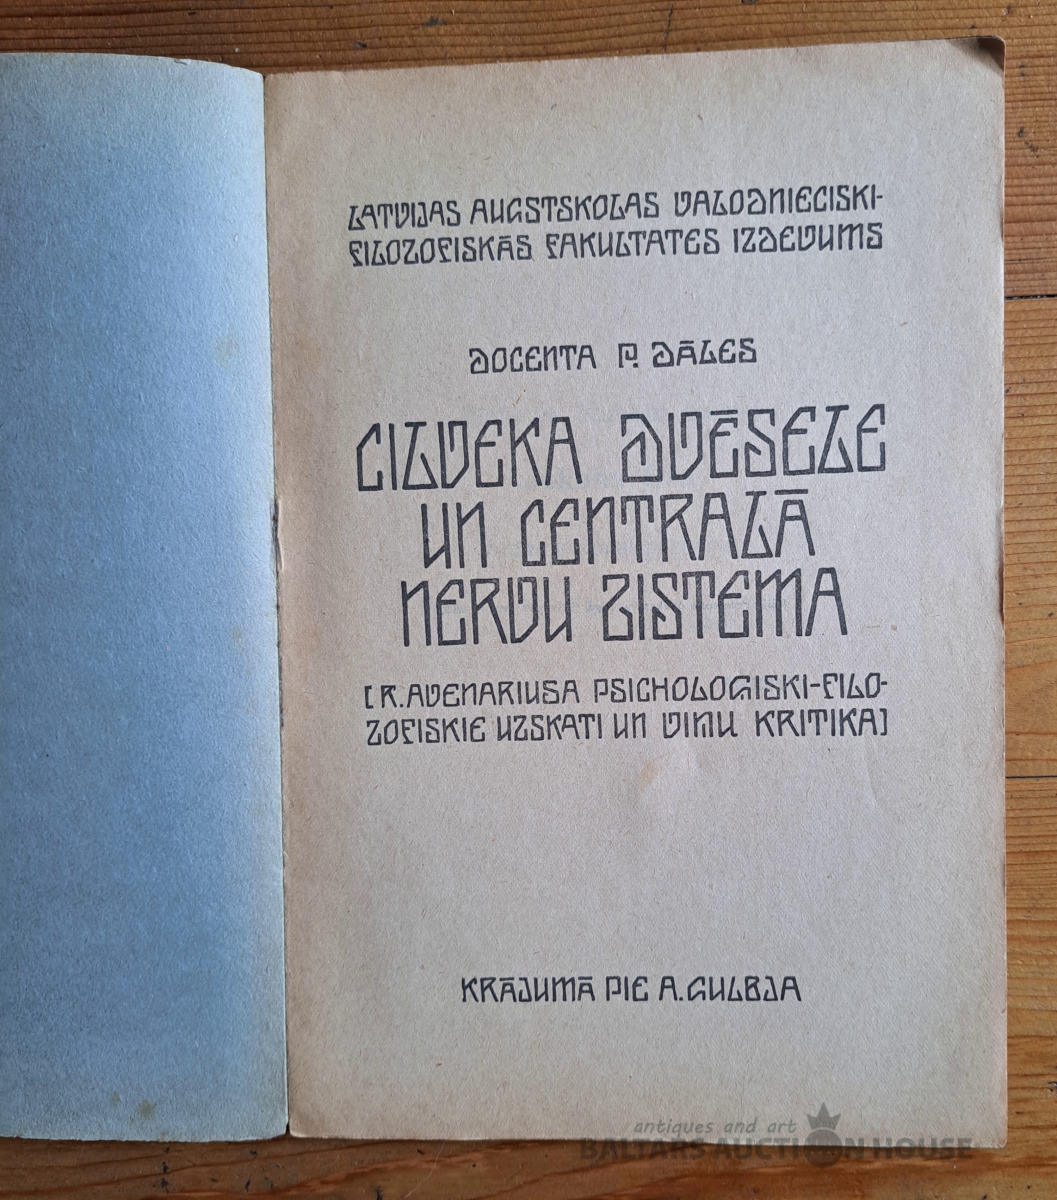 LATVIJAS AUGSTSKOLAS VALODNIECISKI-
FILOZOFISKĀS FAKULTATES IZDEVUMS
DOCENTA P. DĀLES
CILVEKA DVĒSELE
UN CENTRALĀ
NERVU ZISTEMA
[R. AVENARIUSA PSICHOLOĢISKI-FILO-
ZOFISKIE UZSKATI UN VIŅU KRITIKA]
KRĀJUMĀ PIE A. GULBJA
antiques and art
BALTARS AUCTION HOUSE